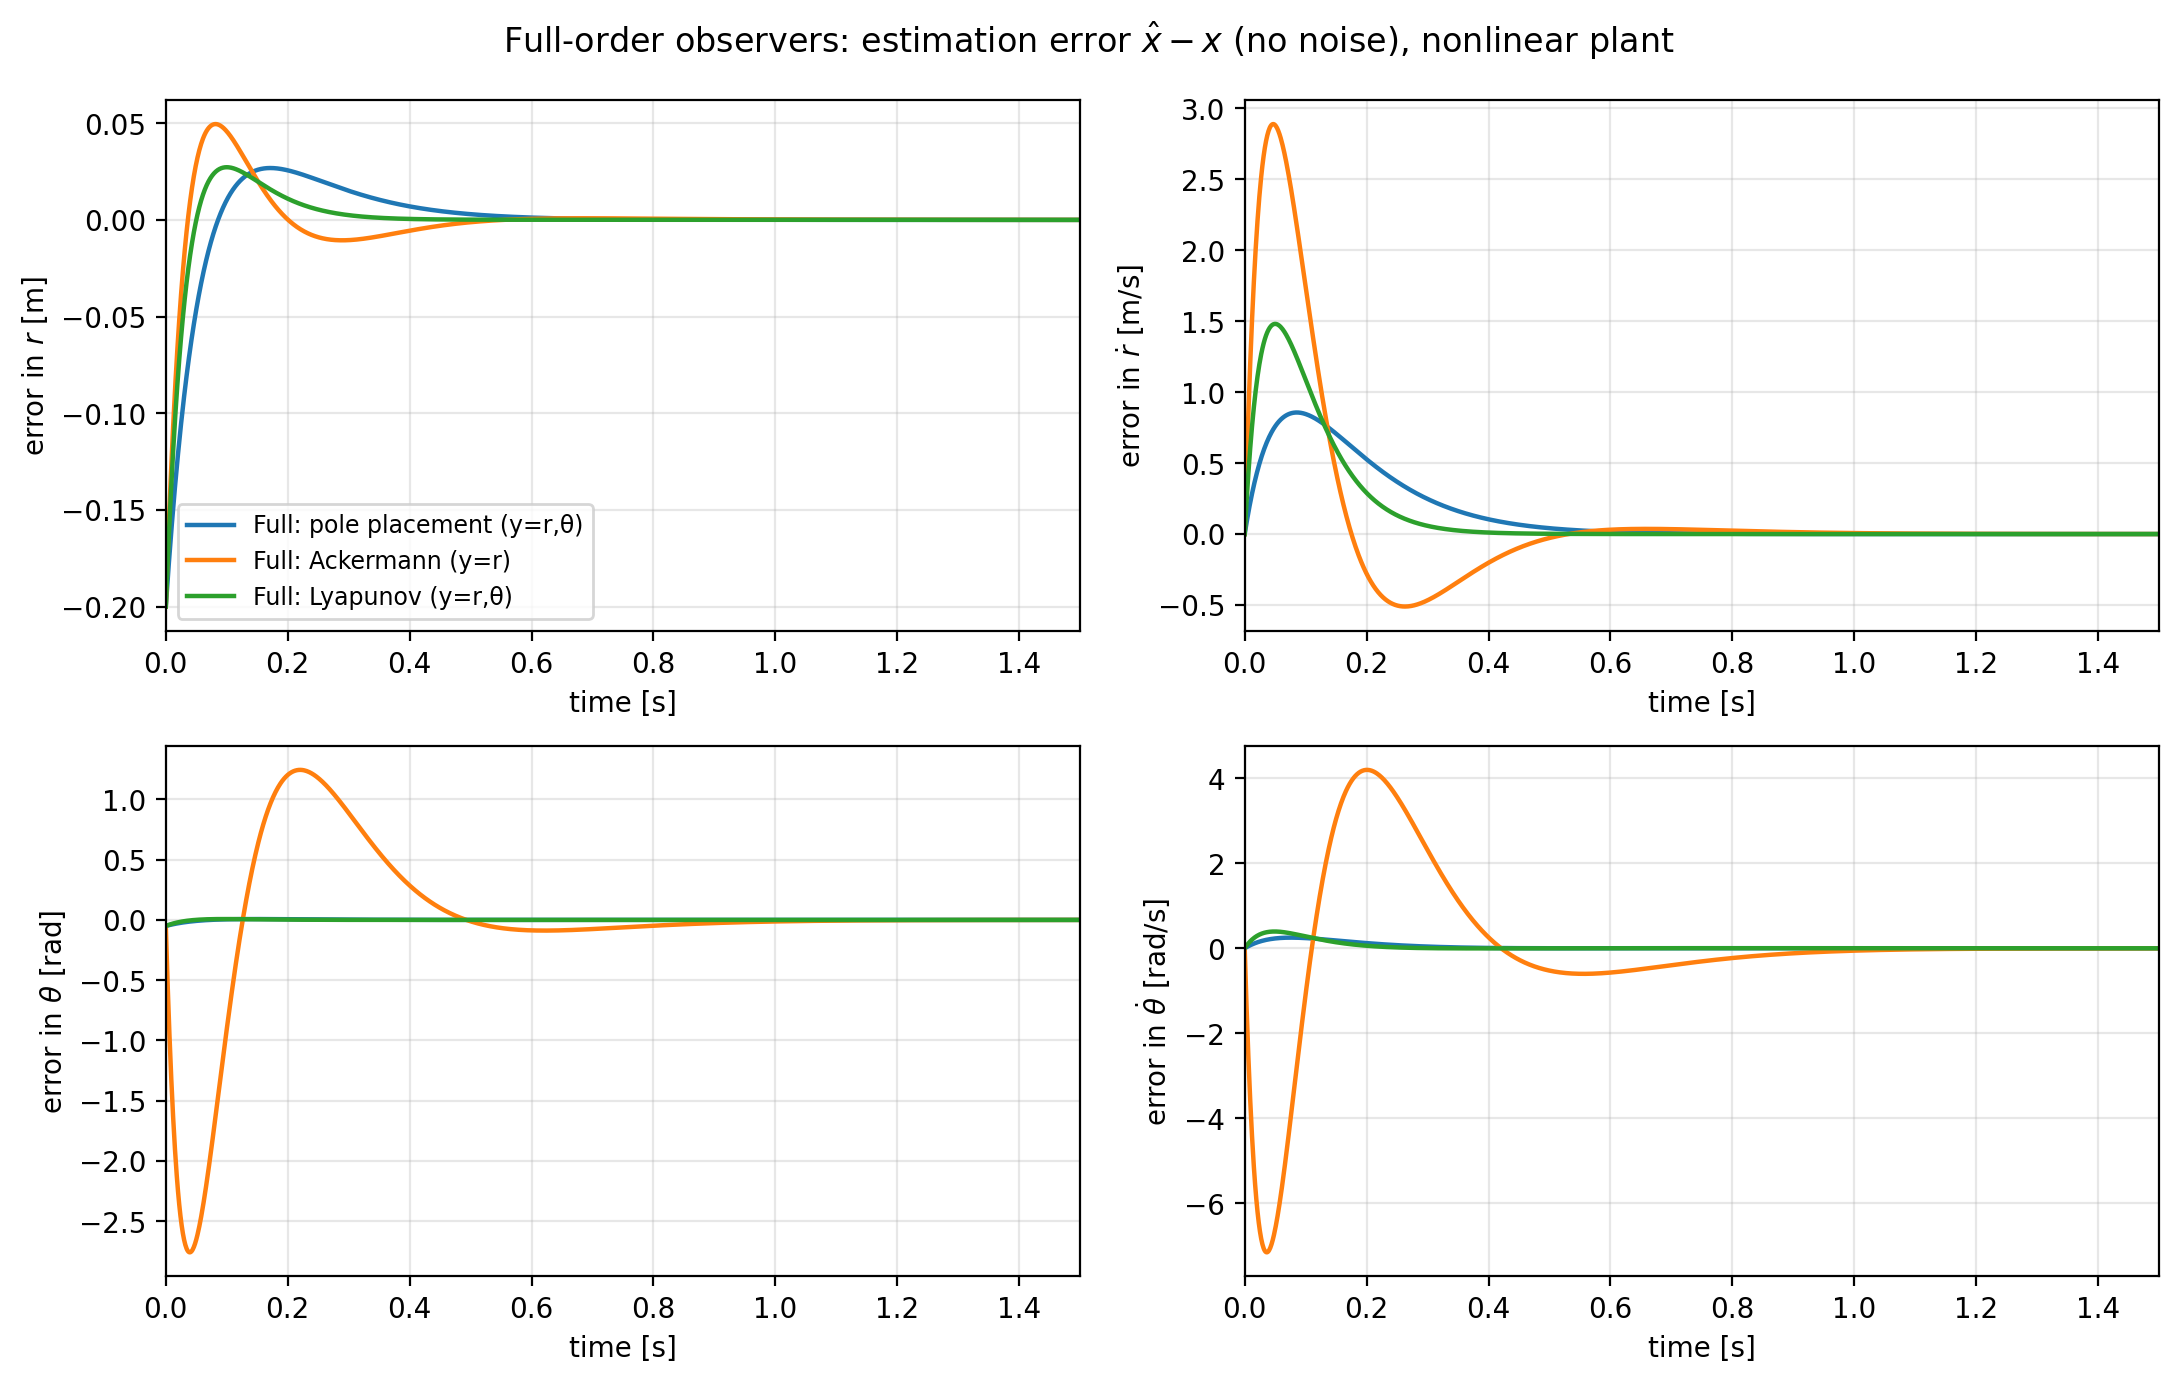 Full-order observers: estimation error x̂ − x (no noise), nonlinear plant
error in r [m]
0.05
0.00
−0.05
−0.10
−0.15
−0.20
Full: pole placement (y=r,θ)
Full: Ackermann (y=r)
Full: Lyapunov (y=r,θ)
0.0 0.2 0.4 0.6 0.8 1.0 1.2 1.4
time [s]
error in ṙ [m/s]
3.0
2.5
2.0
1.5
1.0
0.5
0.0
−0.5
0.0 0.2 0.4 0.6 0.8 1.0 1.2 1.4
time [s]
error in θ [rad]
1.0
0.5
0.0
−0.5
−1.0
−1.5
−2.0
−2.5
0.0 0.2 0.4 0.6 0.8 1.0 1.2 1.4
time [s]
error in θ̇ [rad/s]
4
2
0
−2
−4
−6
0.0 0.2 0.4 0.6 0.8 1.0 1.2 1.4
time [s]